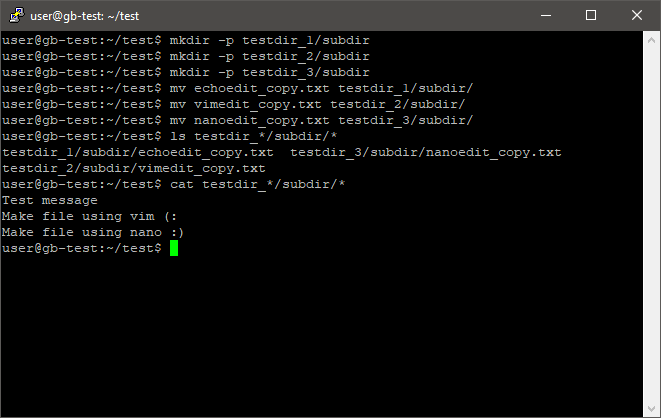 user@gb-test: ~/test
user@gb-test:~/test$ mkdir -p testdir_1/subdir
user@gb-test:~/test$ mkdir -p testdir_2/subdir
user@gb-test:~/test$ mkdir -p testdir_3/subdir
user@gb-test:~/test$ mv echoedit_copy.txt testdir_1/subdir/
user@gb-test:~/test$ mv vimedit_copy.txt testdir_2/subdir/
user@gb-test:~/test$ mv nanoedit_copy.txt testdir_3/subdir/
user@gb-test:~/test$ ls testdir_*/subdir/*
testdir_1/subdir/echoedit_copy.txt  testdir_3/subdir/nanoedit_copy.txt
testdir_2/subdir/vimedit_copy.txt
user@gb-test:~/test$ cat testdir_*/subdir/*
Test message
Make file using vim (:
Make file using nano :)
user@gb-test:~/test$